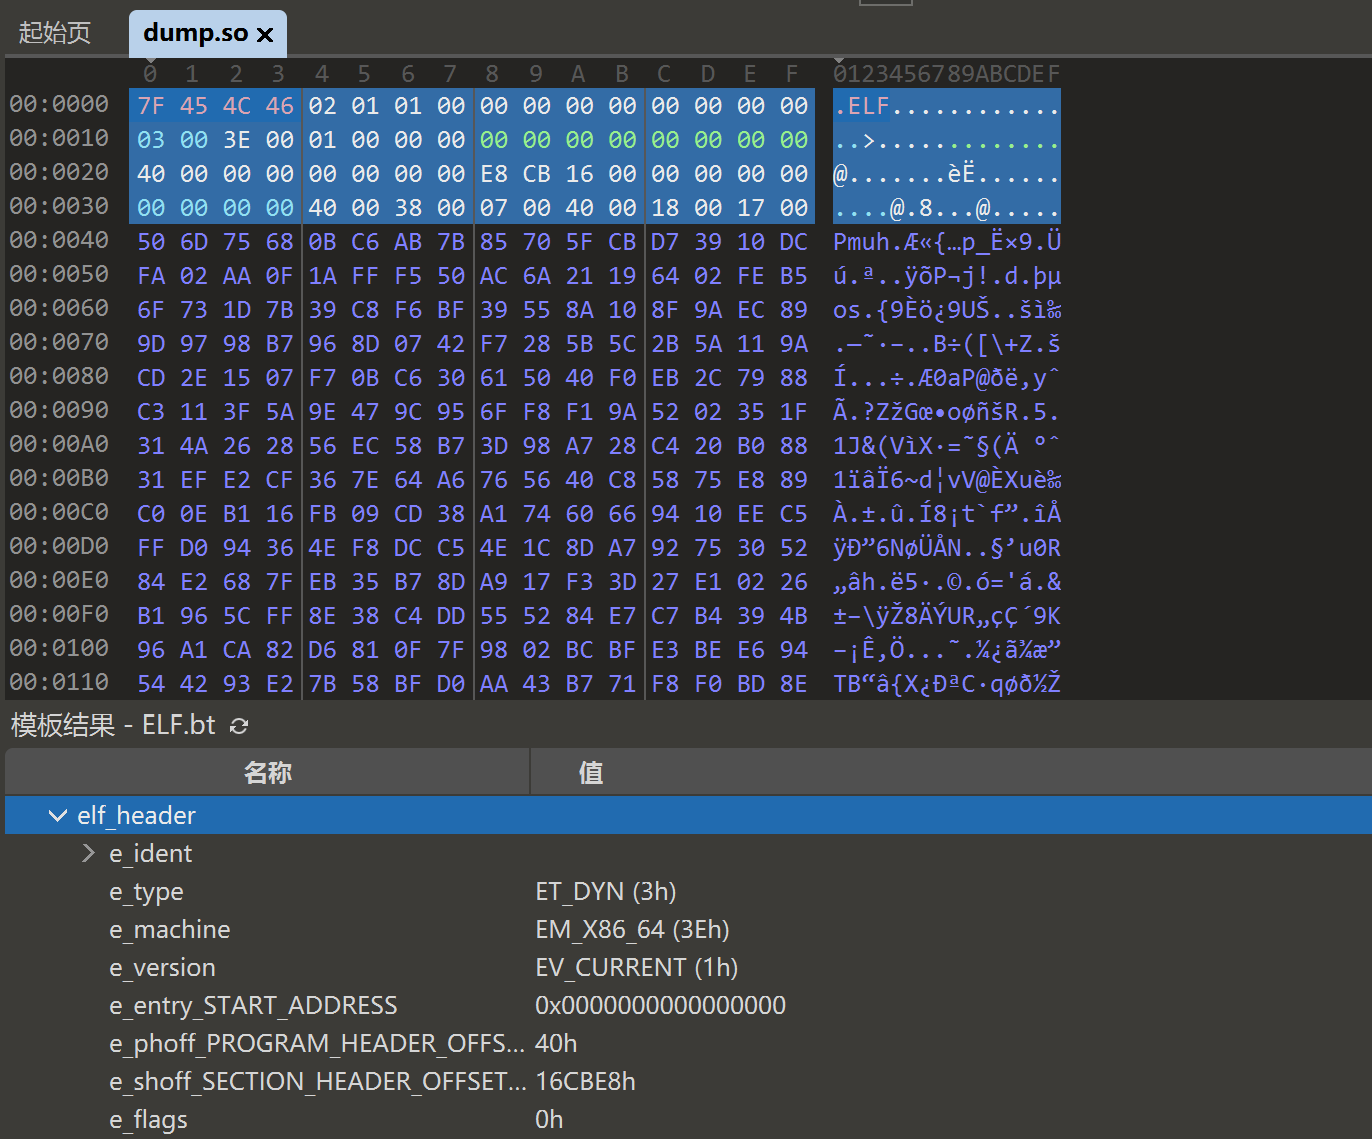 起始页 dump.so ×
0 1 2 3 4 5 6 7 8 9 A B C D E F 0123456789ABCDEF
00:0000 7F 45 4C 46 02 01 01 00 00 00 00 00 00 00 00 00 .ELF............
00:0010 03 00 3E 00 01 00 00 00 00 00 00 00 00 00 00 00 ..>.............
00:0020 40 00 00 00 00 00 00 00 E8 CB 16 00 00 00 00 00 @.......èË......
00:0030 00 00 00 00 40 00 38 00 07 00 40 00 18 00 17 00 ....@.8...@.....
00:0040 50 6D 75 68 0B C6 AB 7B 85 70 5F CB D7 39 10 DC Pmuh.Æ«{…p_Ë×9.Ü
00:0050 FA 02 AA 0F 1A FF F5 50 AC 6A 21 19 64 02 FE B5 ú.ª..ÿõP¬j!.d.þµ
00:0060 6F 73 1D 7B 39 C8 F6 BF 39 55 8A 10 8F 9A EC 89 os.{9Èö¿9UŠ..šì‰
00:0070 9D 97 98 B7 96 8D 07 42 F7 28 5B 5C 2B 5A 11 9A .—˜·–..B÷([\+Z.š
00:0080 CD 2E 15 07 F7 0B C6 30 61 50 40 F0 EB 2C 79 88 Í...÷.Æ0aP@ðë,yˆ
00:0090 C3 11 3F 5A 9E 47 9C 95 6F F8 F1 9A 52 02 35 1F Ã.?ZžGœ•oøñšR.5.
00:00A0 31 4A 26 28 56 EC 58 B7 3D 98 A7 28 C4 20 B0 88 1J&(VìX·=˜§(Ä °ˆ
00:00B0 31 EF E2 CF 36 7E 64 A6 76 56 40 C8 58 75 E8 89 1ïâÏ6~d¦vV@ÈXuè‰
00:00C0 C0 0E B1 16 FB 09 CD 38 A1 74 60 66 94 10 EE C5 À.±.û.Í8¡t`f”.îÅ
00:00D0 FF D0 94 36 4E F8 DC C5 4E 1C 8D A7 92 75 30 52 ÿÐ”6NøÜÅN..§’u0R
00:00E0 84 E2 68 7F EB 35 B7 8D A9 17 F3 3D 27 E1 02 26 „âh.ë5·.©.ó='á.&
00:00F0 B1 96 5C FF 8E 38 C4 DD 55 52 84 E7 C7 B4 39 4B ±–\ÿŽ8ÄÝUR„çÇ´9K
00:0100 96 A1 CA 82 D6 81 0F 7F 98 02 BC BF E3 BE E6 94 –¡Ê‚Ö...˜.¼¿ã¾æ”
00:0110 54 42 93 E2 7B 58 BF D0 AA 43 B7 71 F8 F0 BD 8E TB“â{X¿ÐªC·qøð½Ž
模板结果 - ELF.bt
名称 值
elf_header
e_ident
e_type ET_DYN (3h)
e_machine EM_X86_64 (3Eh)
e_version EV_CURRENT (1h)
e_entry_START_ADDRESS 0x0000000000000000
e_phoff_PROGRAM_HEADER_OFFS... 40h
e_shoff_SECTION_HEADER_OFFSET... 16CBE8h
e_flags 0h